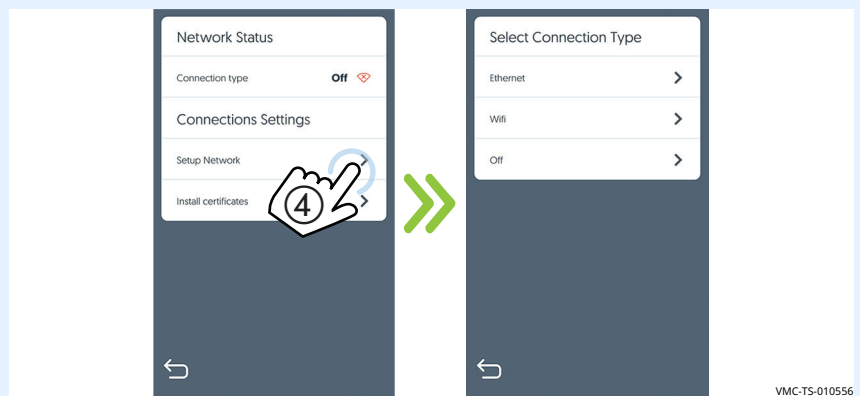 Network Status
Connection type Off
Connections Settings
Setup Network
Install certificates
4
Select Connection Type
Ethernet
Wifi
Off
VMC-TS-010556